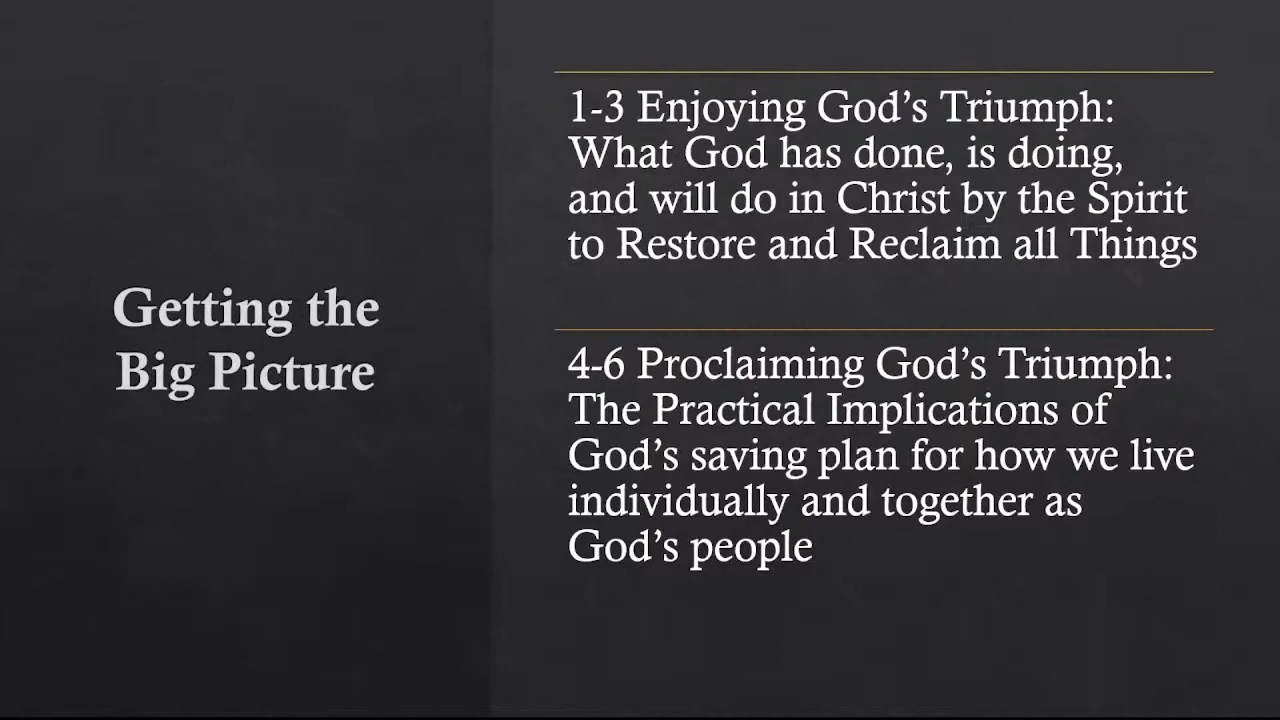 Getting the
Big Picture
1-3 Enjoying God’s Triumph:
What God has done, is doing,
and will do in Christ by the Spirit
to Restore and Reclaim all Things
4-6 Proclaiming God’s Triumph:
The Practical Implications of
God’s saving plan for how we live
individually and together as
God’s people